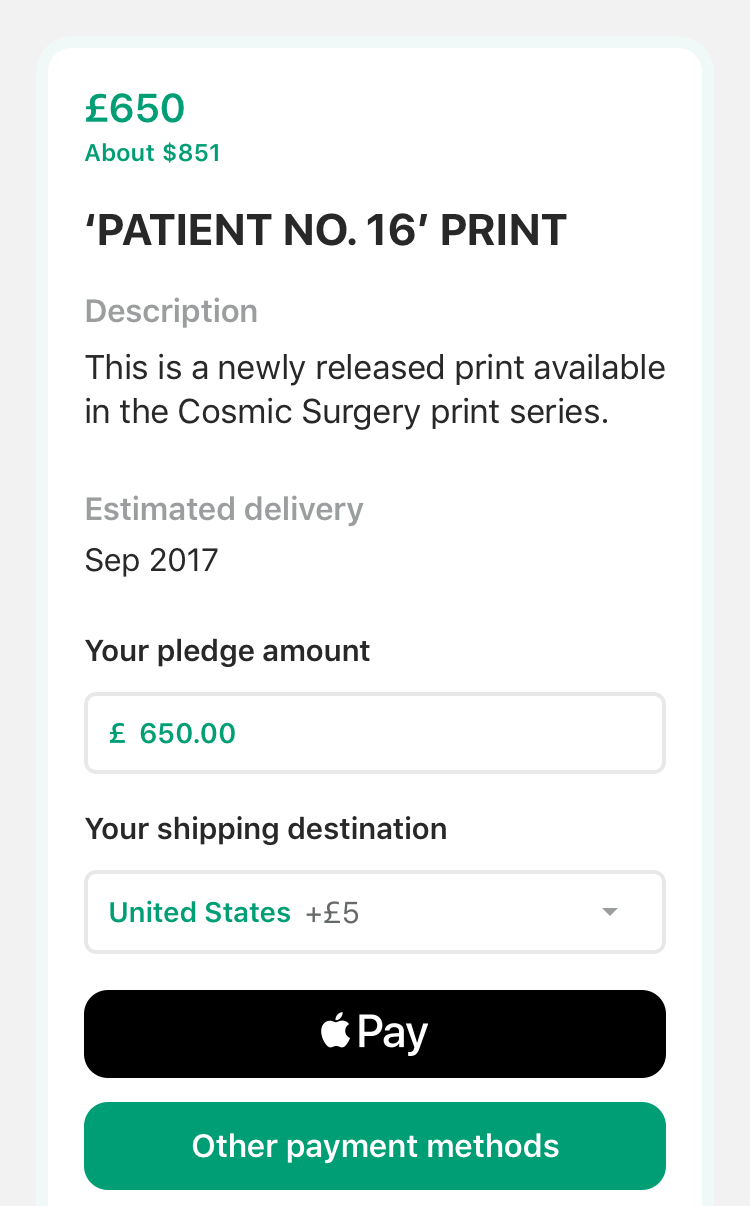 £650
About $851
‘PATIENT NO. 16’ PRINT
Description
This is a newly released print available
in the Cosmic Surgery print series.
Estimated delivery
Sep 2017
Your pledge amount
£ 650.00
Your shipping destination
United States +£5
Pay
Other payment methods